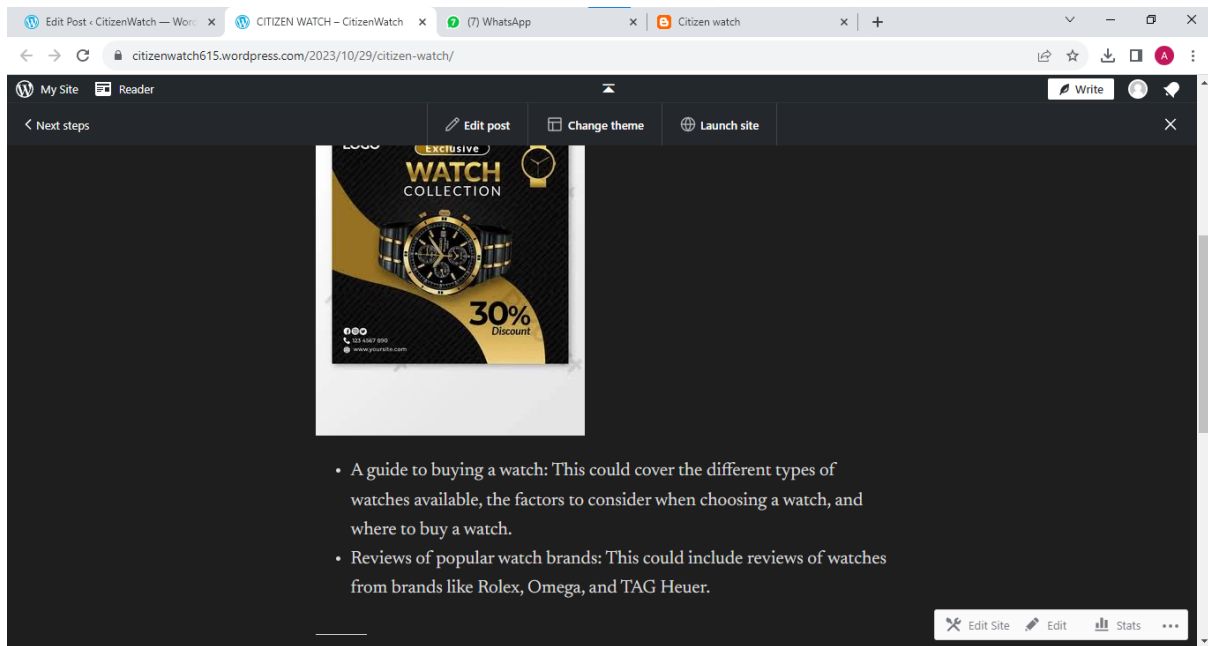 Edit Post ‹ CitizenWatch — Word
CITIZEN WATCH – CitizenWatch
(7) WhatsApp
Citizen watch
citizenwatch615.wordpress.com/2023/10/29/citizen-watch/
A
My Site
Reader
Write
Next steps
Edit post
Change theme
Launch site
LOGO
Exclusive
WATCH
COLLECTION
30%
Discount
123 4567 890
www.yoursite.com
• A guide to buying a watch: This could cover the different types of
watches available, the factors to consider when choosing a watch, and
where to buy a watch.
• Reviews of popular watch brands: This could include reviews of watches
from brands like Rolex, Omega, and TAG Heuer.
Edit Site
Edit
Stats